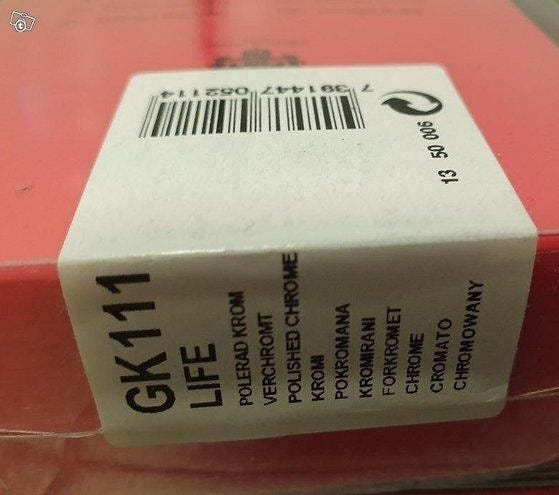 GK111
LIFE
POLERAD KROM
VERCHROMT
POLISHED CHROME
KROMI
POKROMANA
KROMIRANI
FORKROMET
CHROME
CROMATO
CHROMOWANY
7 391447 052114
13 50 006